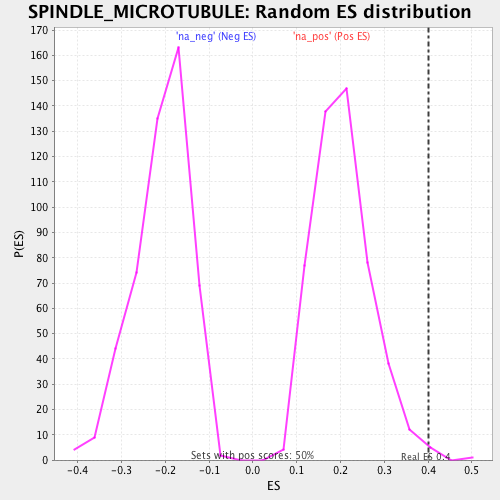 SPINDLE_MICROTUBULE: Random ES distribution
'na_neg' (Neg ES) 'na_pos' (Pos ES)
170
160
150
140
130
120
110
100
90
80
70
60
50
40
30
20
10
0
P(ES)
Sets with pos scores: 50%
Real ES 0.4
-0.4 -0.3 -0.2 -0.1 0.0 0.1 0.2 0.3 0.4 0.5
ES